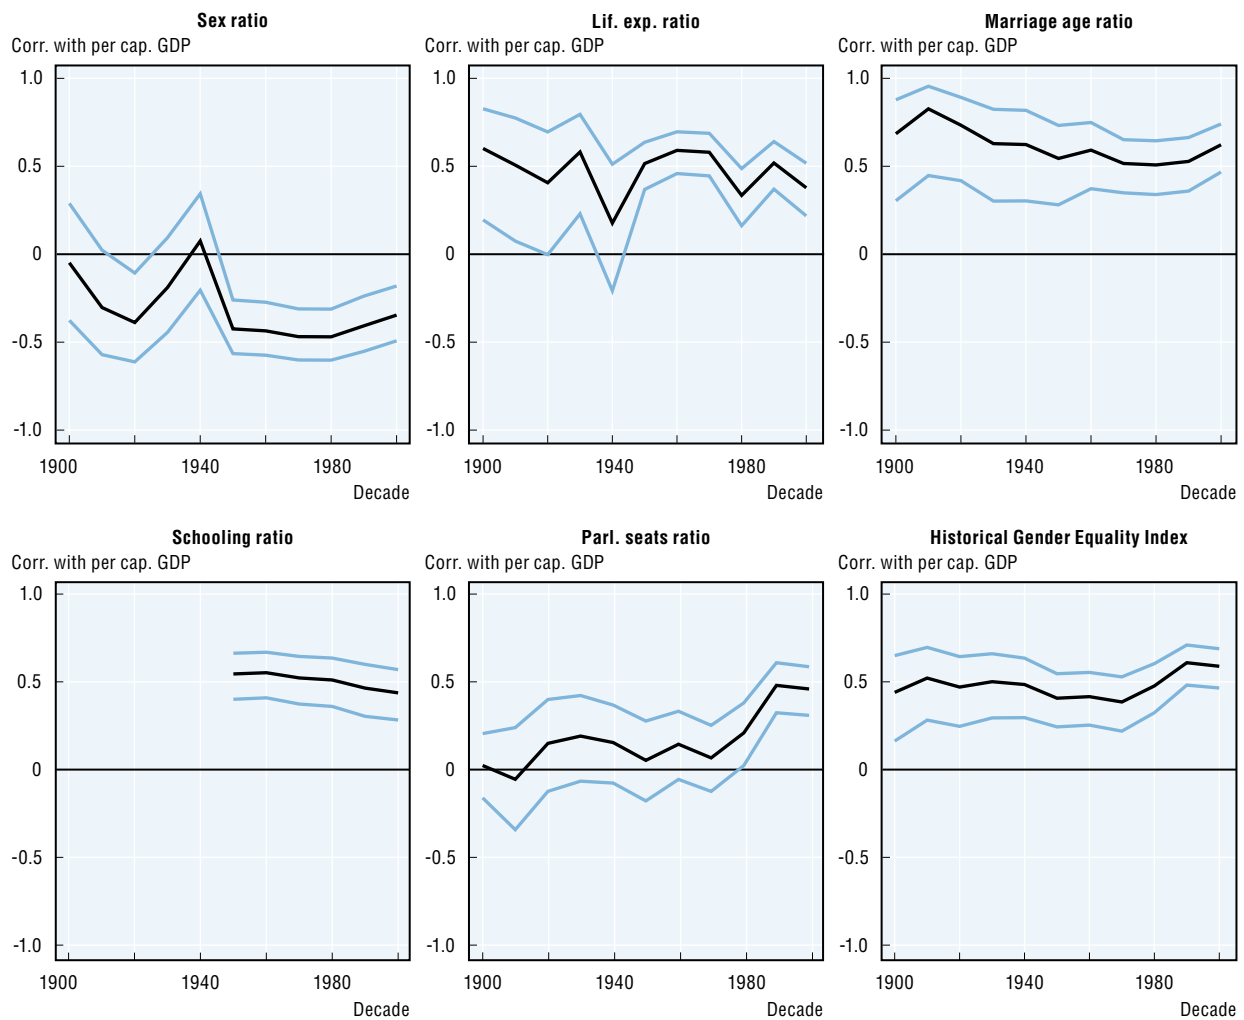 Sex ratio
Corr. with per cap. GDP
1.0
0.5
0
-0.5
-1.0
1900 1940 1980
Decade
Lif. exp. ratio
Corr. with per cap. GDP
1.0
0.5
0
-0.5
-1.0
1900 1940 1980
Decade
Marriage age ratio
Corr. with per cap. GDP
1.0
0.5
0
-0.5
-1.0
1900 1940 1980
Decade
Schooling ratio
Corr. with per cap. GDP
1.0
0.5
0
-0.5
-1.0
1900 1940 1980
Decade
Parl. seats ratio
Corr. with per cap. GDP
1.0
0.5
0
-0.5
-1.0
1900 1940 1980
Decade
Historical Gender Equality Index
Corr. with per cap. GDP
1.0
0.5
0
-0.5
-1.0
1900 1940 1980
Decade